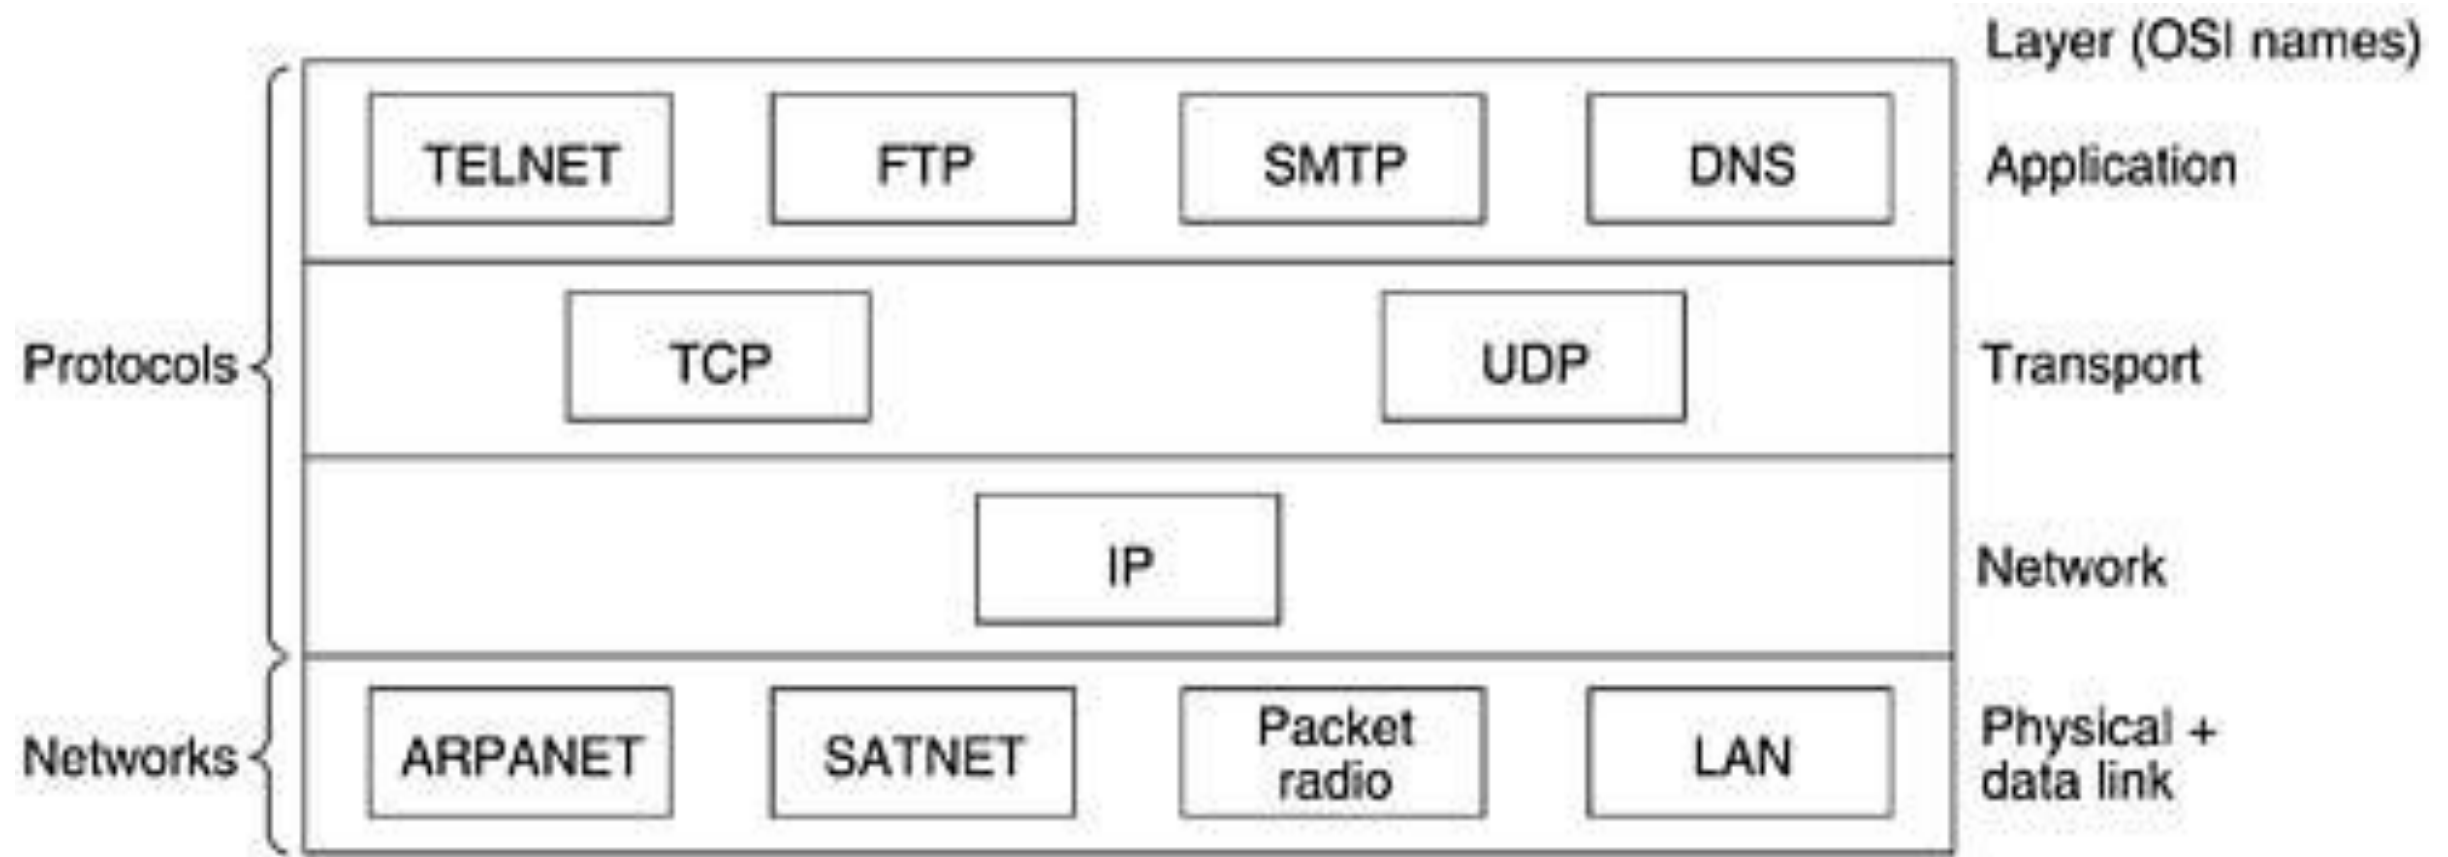 Layer (OSI names)
TELNET FTP SMTP DNS Application
Protocols TCP UDP Transport
IP Network
Networks ARPANET SATNET Packet radio LAN Physical + data link